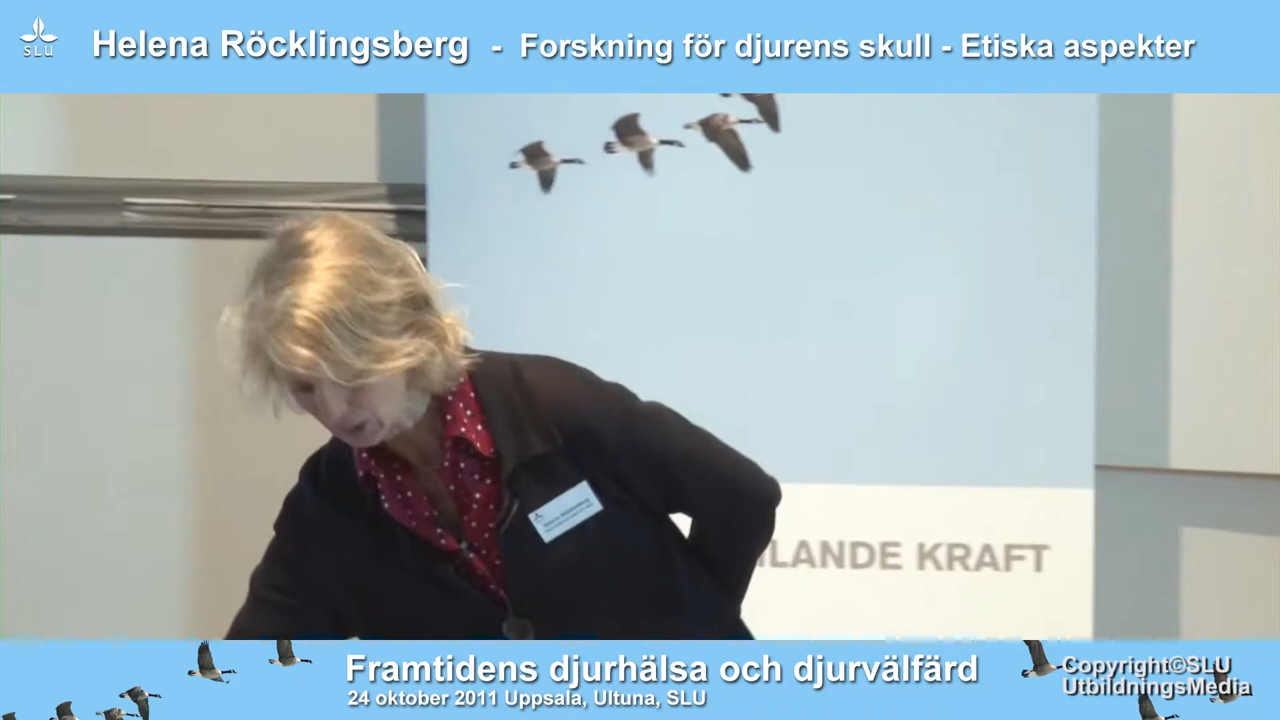 SLU
Helena Röcklingsberg - Forskning för djurens skull - Etiska aspekter
LANDE KRAFT
Framtidens djurhälsa och djurvälfärd
24 oktober 2011 Uppsala, Ultuna, SLU
Copyright©SLU
UtbildningsMedia